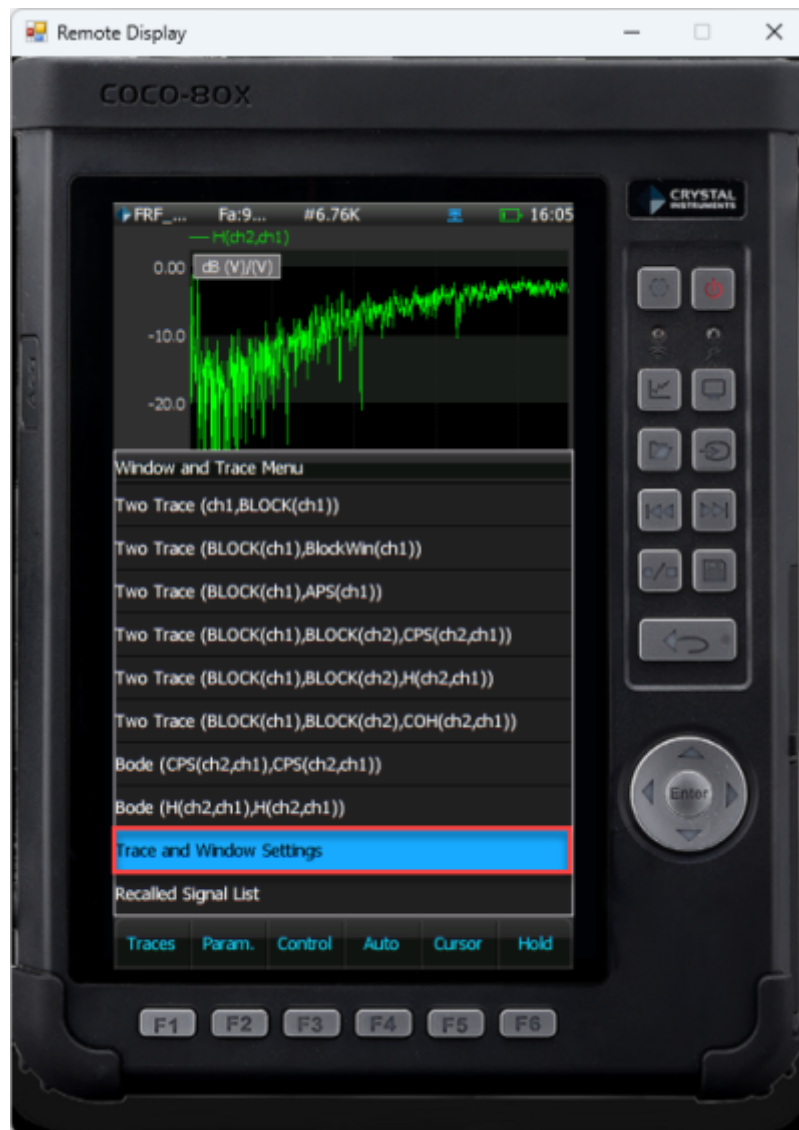 Remote Display
COCO-80X
CRYSTAL
INSTRUMENTS
FRF_... Fa:9... #6.76K 16:05
H(ch2,ch1)
0.00 dB (V)/(V)
-10.0
-20.0
Window and Trace Menu
Two Trace (ch1,BLOCK(ch1))
Two Trace (BLOCK(ch1),BlockWin(ch1))
Two Trace (BLOCK(ch1),APS(ch1))
Two Trace (BLOCK(ch1),BLOCK(ch2),CPS(ch2,ch1))
Two Trace (BLOCK(ch1),BLOCK(ch2),H(ch2,ch1))
Two Trace (BLOCK(ch1),BLOCK(ch2),COH(ch2,ch1))
Bode (CPS(ch2,ch1),CPS(ch2,ch1))
Bode (H(ch2,ch1),H(ch2,ch1))
Enter
Trace and Window Settings
Recalled Signal List
Traces Param. Control Auto Cursor Hold
F1 F2 F3 F4 F5 F6